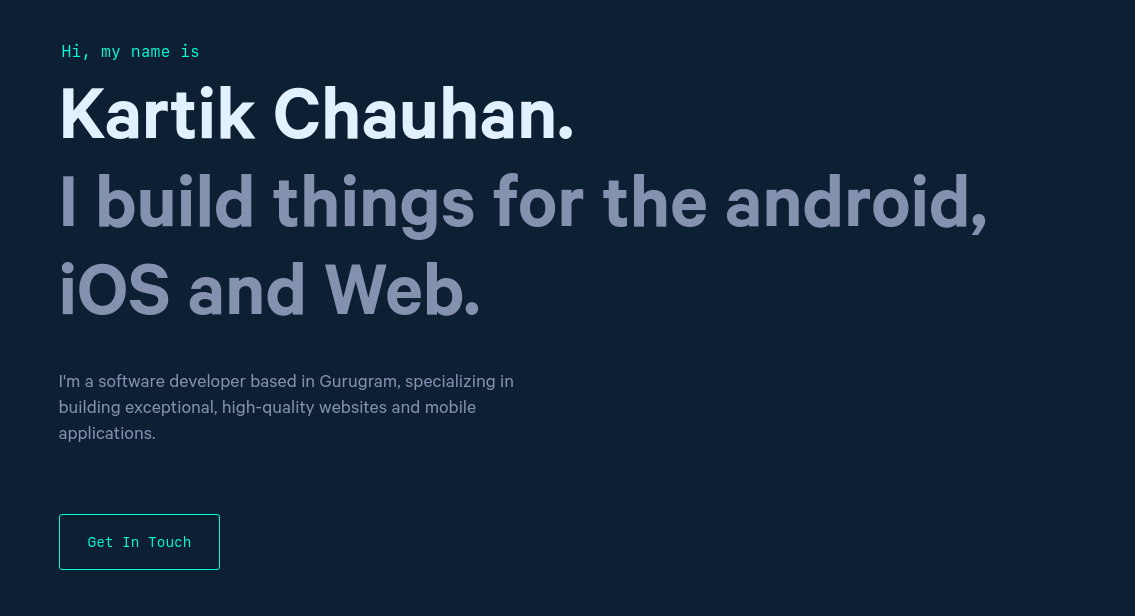 Hi, my name is
Kartik Chauhan.
I build things for the android,
iOS and Web.
I'm a software developer based in Gurugram, specializing in
building exceptional, high-quality websites and mobile
applications.
Get In Touch